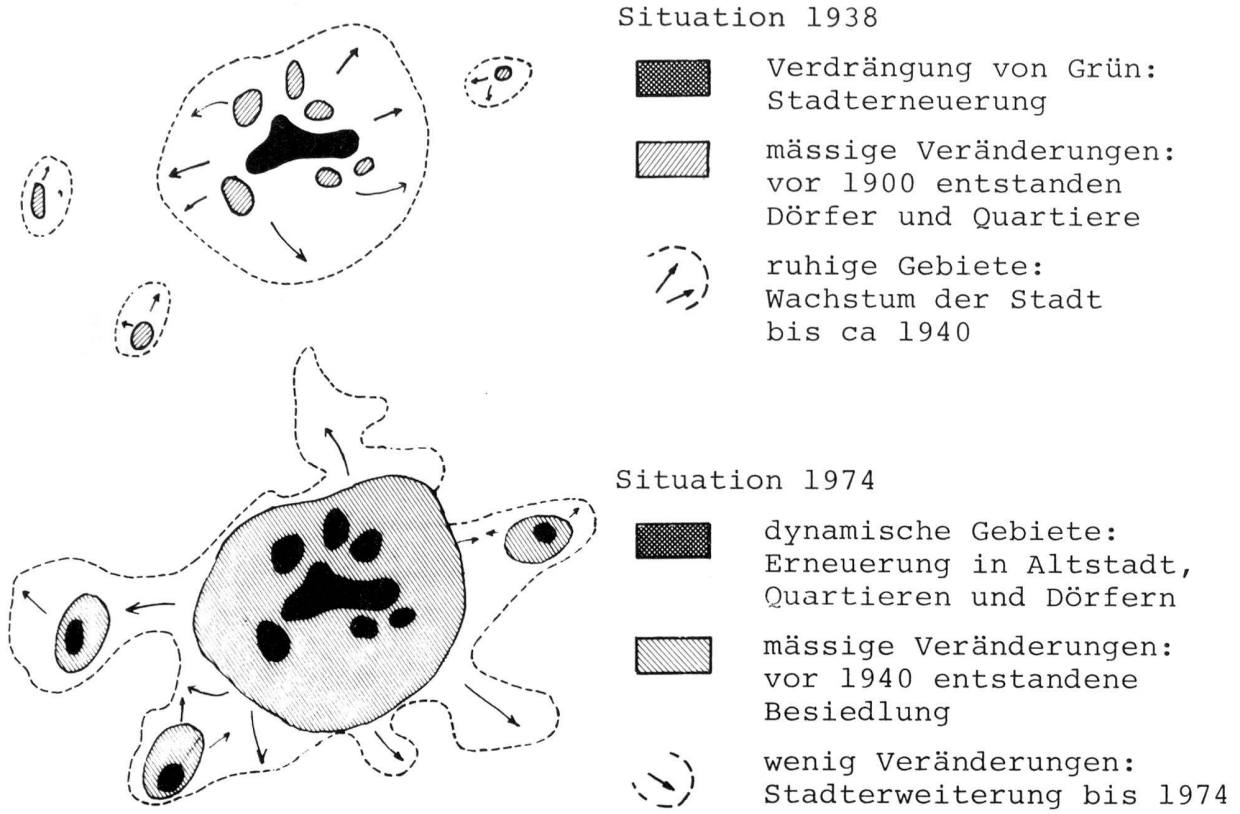 Situation 1938
Verdrängung von Grün:
Stadterneuerung
mässige Veränderungen:
vor 1900 entstanden
Dörfer und Quartiere
ruhige Gebiete:
Wachstum der Stadt
bis ca 1940
Situation 1974
dynamische Gebiete:
Erneuerung in Altstadt,
Quartieren und Dörfern
mässige Veränderungen:
vor 1940 entstandene
Besiedlung
wenig Veränderungen:
Stadterweiterung bis 1974